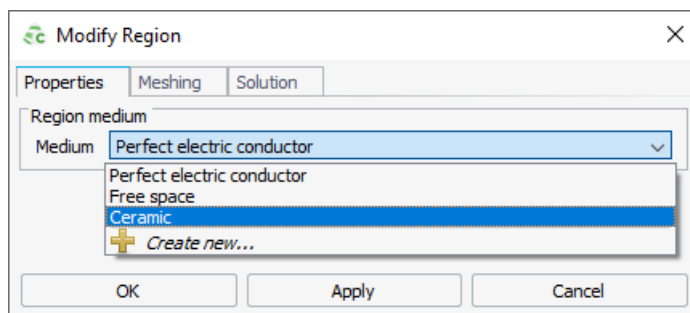 Modify Region
Properties Meshing Solution
Region medium
Medium Perfect electric conductor
Perfect electric conductor
Free space
Ceramic
Create new...
OK Apply Cancel